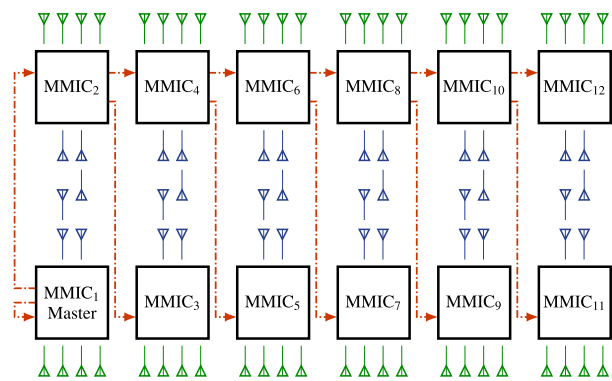 MMIC₂ MMIC₄ MMIC₆ MMIC₈ MMIC₁₀ MMIC₁₂
MMIC₁ MMIC₃ MMIC₅ MMIC₇ MMIC₉ MMIC₁₁
Master